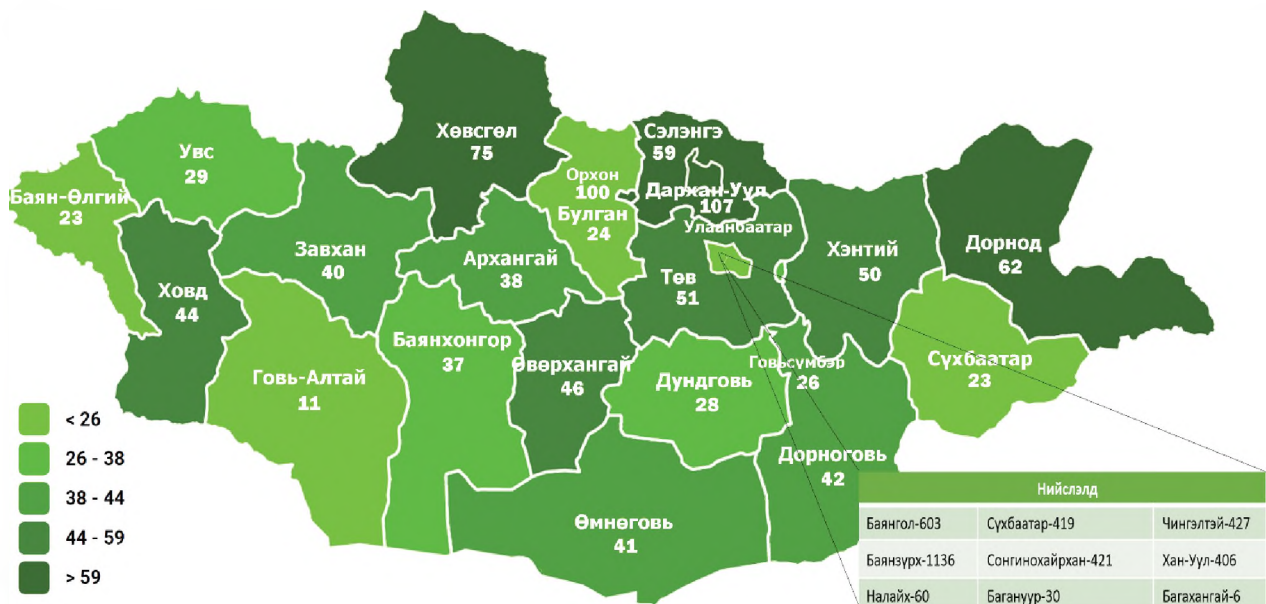 Хөвсгөл
75
Сэлэнгэ
59
Увс
29
Орхон
100
Баян-Өлгий
23
Дархан-Уул
107
Булган
24
Улаанбаатар
Завхан
40
Архангай
38
Хэнтий
50
Дорнод
62
Ховд
44
Төв
51
Баянхонгор
37
Өвөрхангай
46
Говь-Алтай
11
Дундговь
28
Говьсүмбэр
26
Сүхбаатар
23
Дорноговь
42
Өмнөговь
41
< 26
26 - 38
38 - 44
44 - 59
> 59
Нийслэлд
Баянгол-603 Сүхбаатар-419 Чингэлтэй-427
Баянзүрх-1136 Сонгинохайрхан-421 Хан-Уул-406
Налайх-60 Багануур-30 Багахангай-6